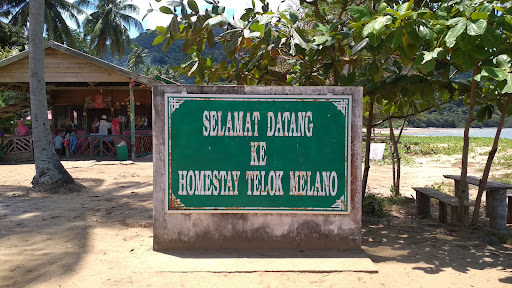 SELAMAT DATANG
KE
HOMESTAY TELOK MELANO